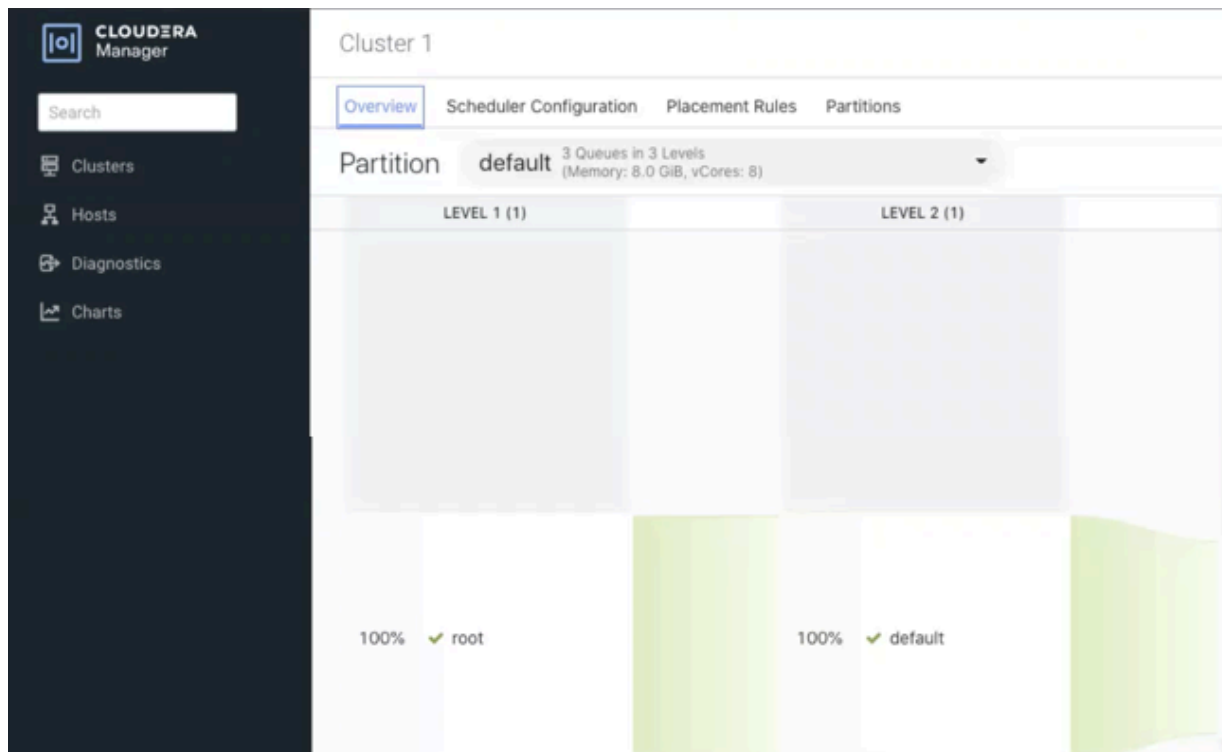 CLOUDERA
Manager
Search
Clusters
Hosts
Diagnostics
Charts
Cluster 1
Overview Scheduler Configuration Placement Rules Partitions
Partition default 3 Queues in 3 Levels
(Memory: 8.0 GiB, vCores: 8)
LEVEL 1 (1) LEVEL 2 (1)
100% root 100% default